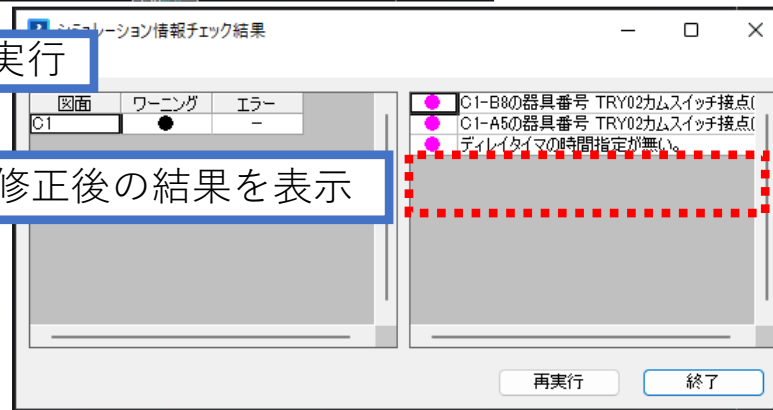 シミュレーション情報チェック結果
実行
図面 ワーニング エラー
C1 ● −
C1-B8の器具番号 TRY02カムスイッチ接点(
C1-A5の器具番号 TRY02カムスイッチ接点(
ディレイタイマの時間指定が無い。
修正後の結果を表示
再実行 終了